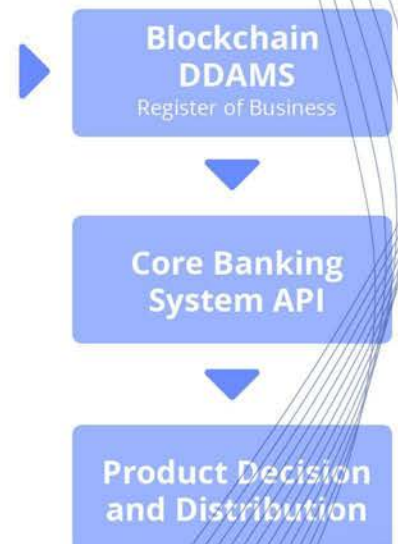 Blockchain
DDAMS
Register of Business
Core Banking
System API
Product Decision
and Distribution